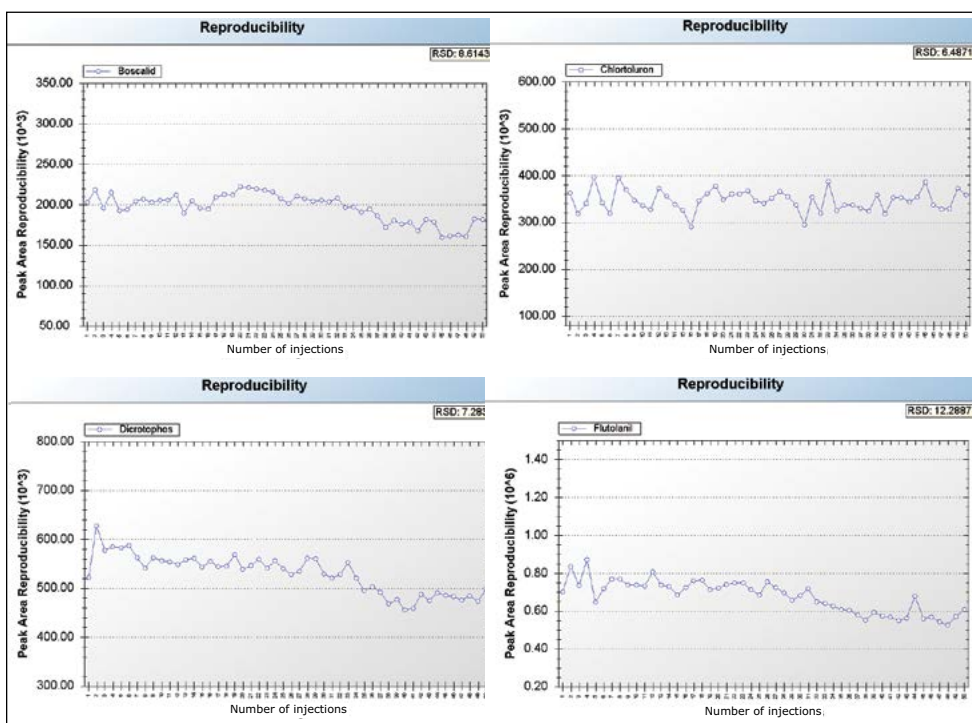 Reproducibility
RSD: 8.6143
Boscalid
Peak Area Reproducibility (10^3)
350.00
300.00
250.00
200.00
150.00
100.00
50.00
Number of injections
Reproducibility
RSD: 6.4871
Chlortoluron
Peak Area Reproducibility (10^3)
600.00
500.00
400.00
300.00
200.00
100.00
Number of injections
Reproducibility
RSD: 7.283
Dicrotophos
Peak Area Reproducibility (10^3)
800.00
700.00
600.00
500.00
400.00
300.00
Number of injections
Reproducibility
RSD: 12.2887
Flutolanil
Peak Area Reproducibility (10^6)
1.40
1.20
1.00
0.80
0.60
0.40
0.20
Number of injections